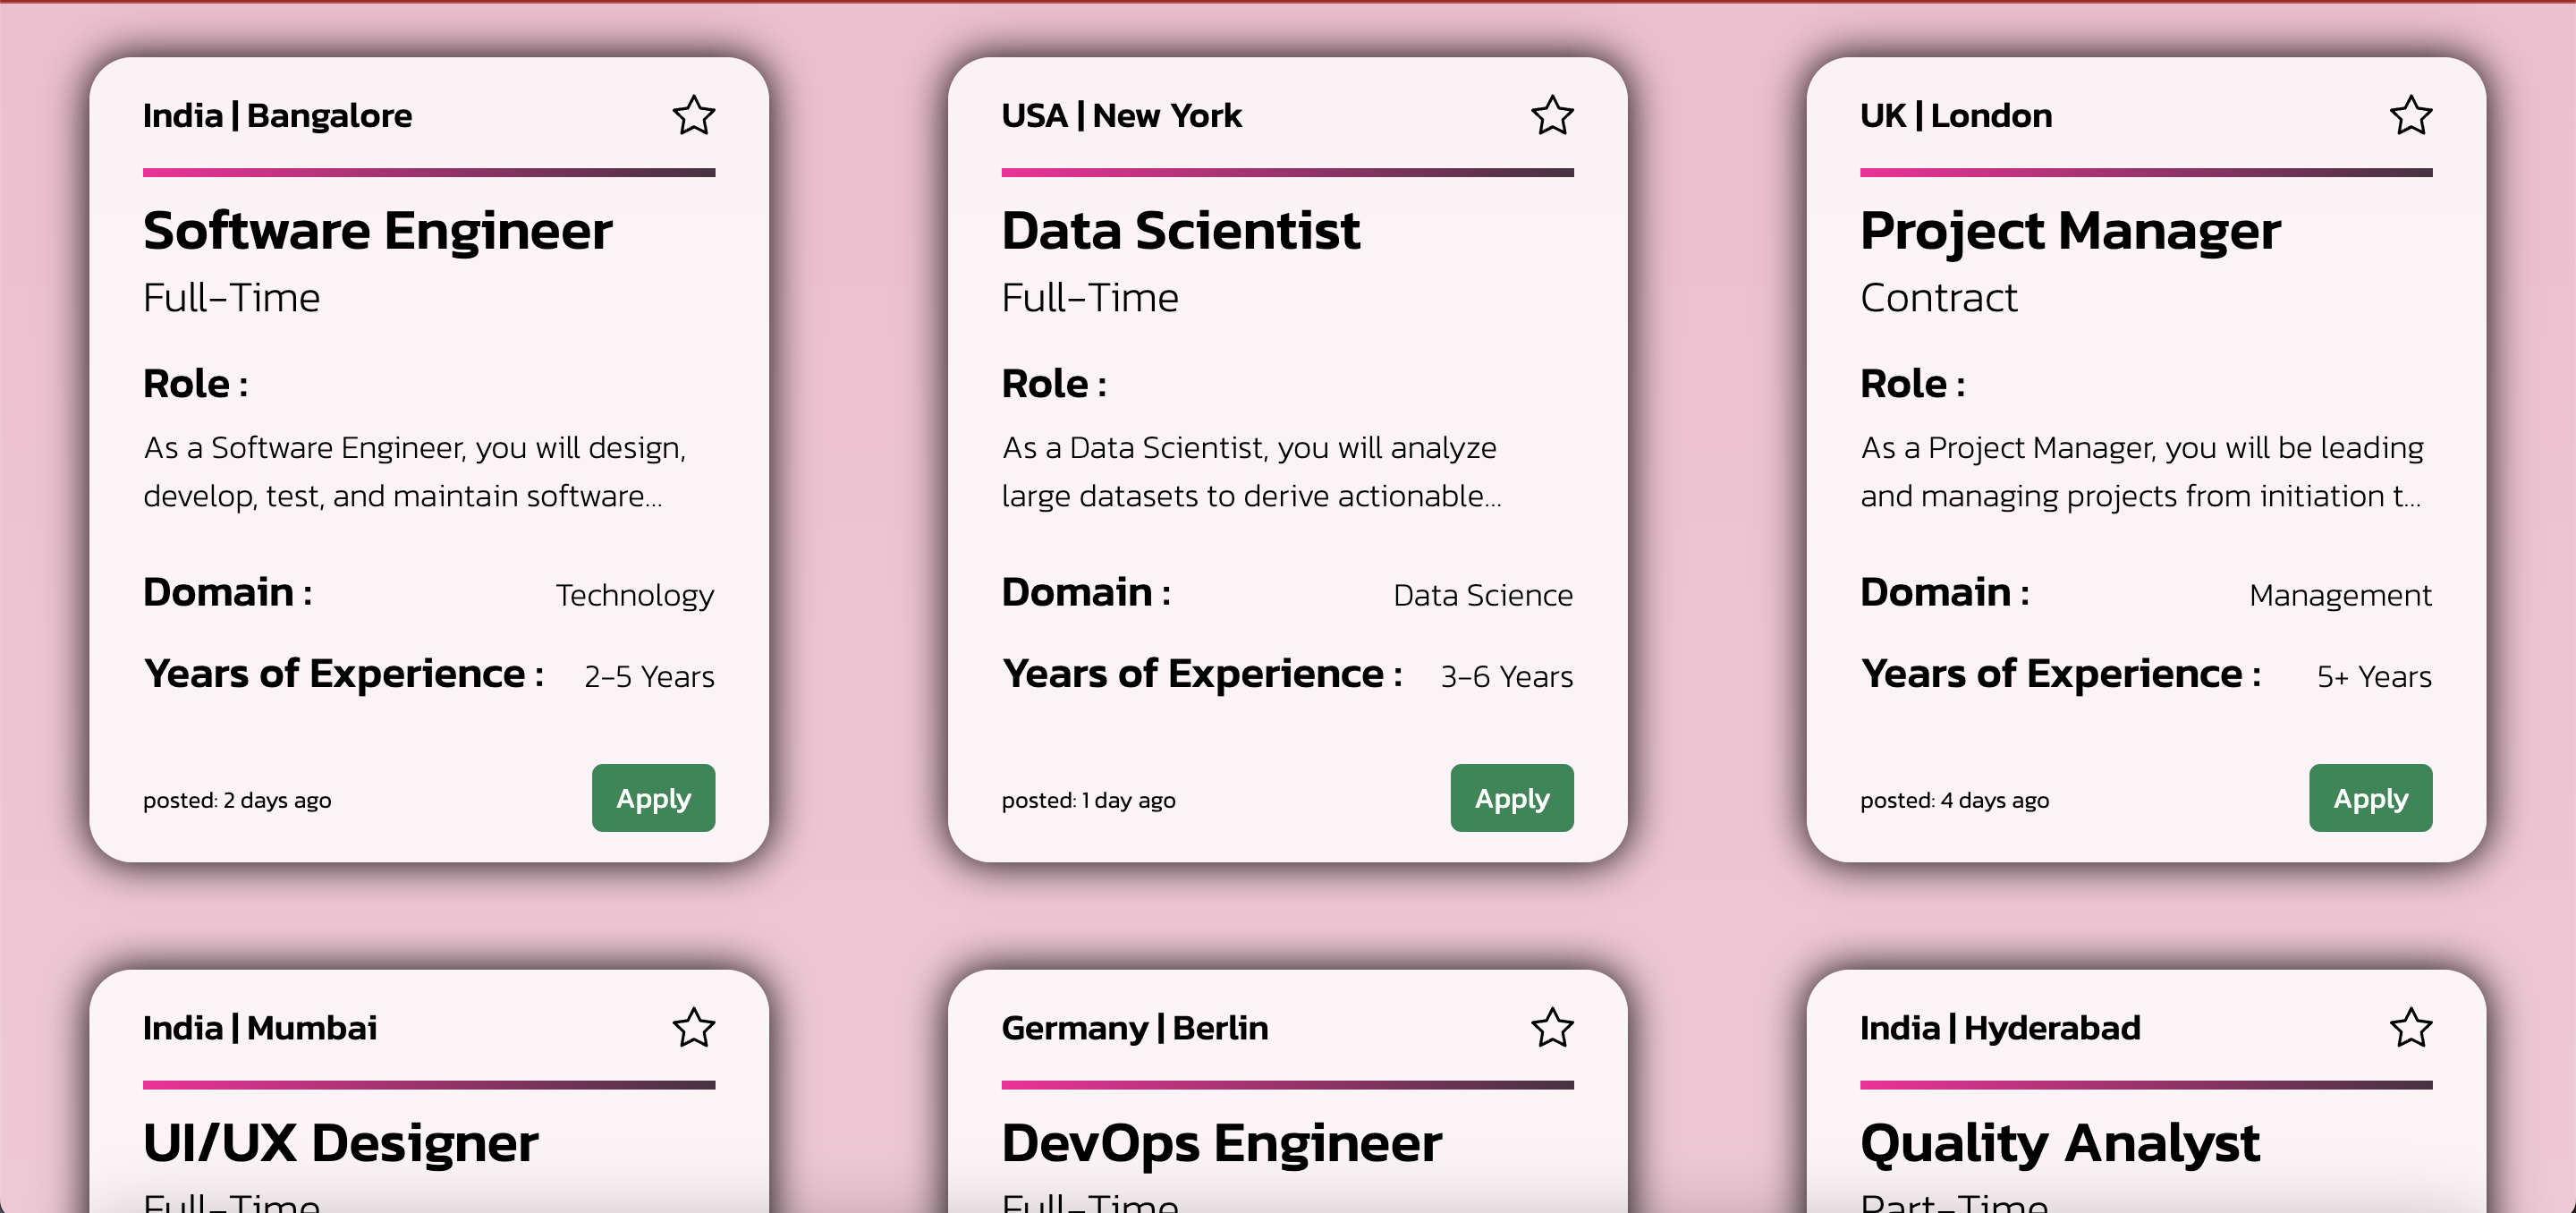 India | Bangalore
Software Engineer
Full-Time
Role :
As a Software Engineer, you will design,
develop, test, and maintain software...
Domain : Technology
Years of Experience : 2-5 Years
posted: 2 days ago Apply
USA | New York
Data Scientist
Full-Time
Role :
As a Data Scientist, you will analyze
large datasets to derive actionable...
Domain : Data Science
Years of Experience : 3-6 Years
posted: 1 day ago Apply
UK | London
Project Manager
Contract
Role :
As a Project Manager, you will be leading
and managing projects from initiation t...
Domain : Management
Years of Experience : 5+ Years
posted: 4 days ago Apply
India | Mumbai
UI/UX Designer
Full-Time
Germany | Berlin
DevOps Engineer
Full-Time
India | Hyderabad
Quality Analyst
Part-Time